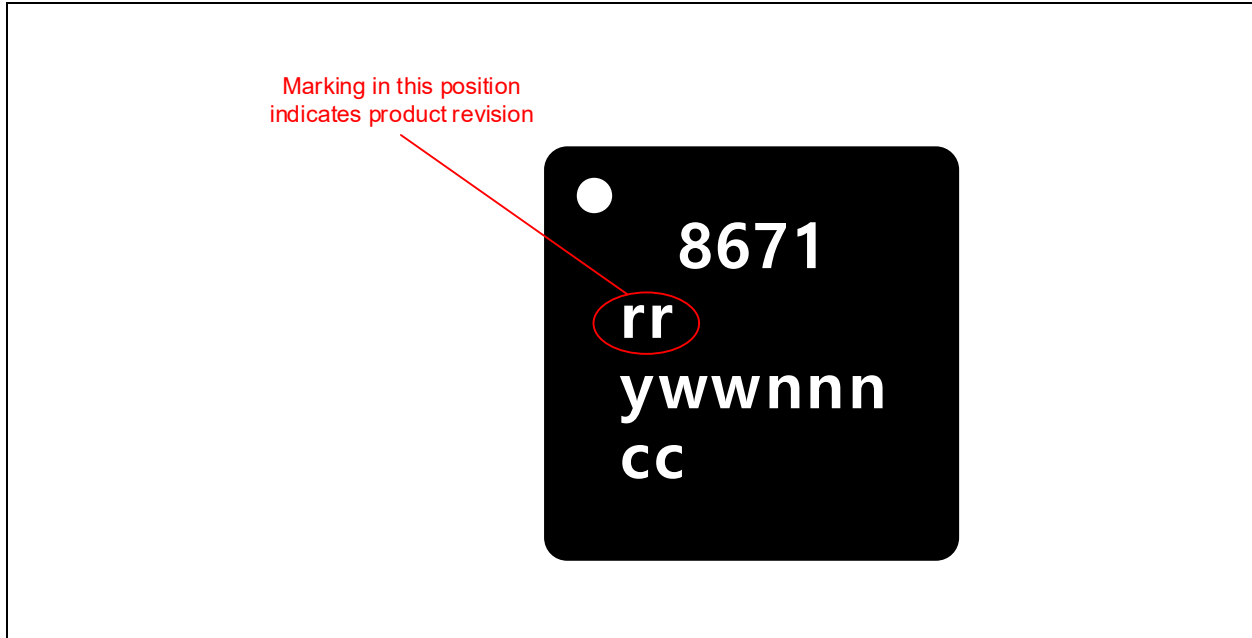 Marking in this position
indicates product revision
8671
rr
ywwnnn
cc